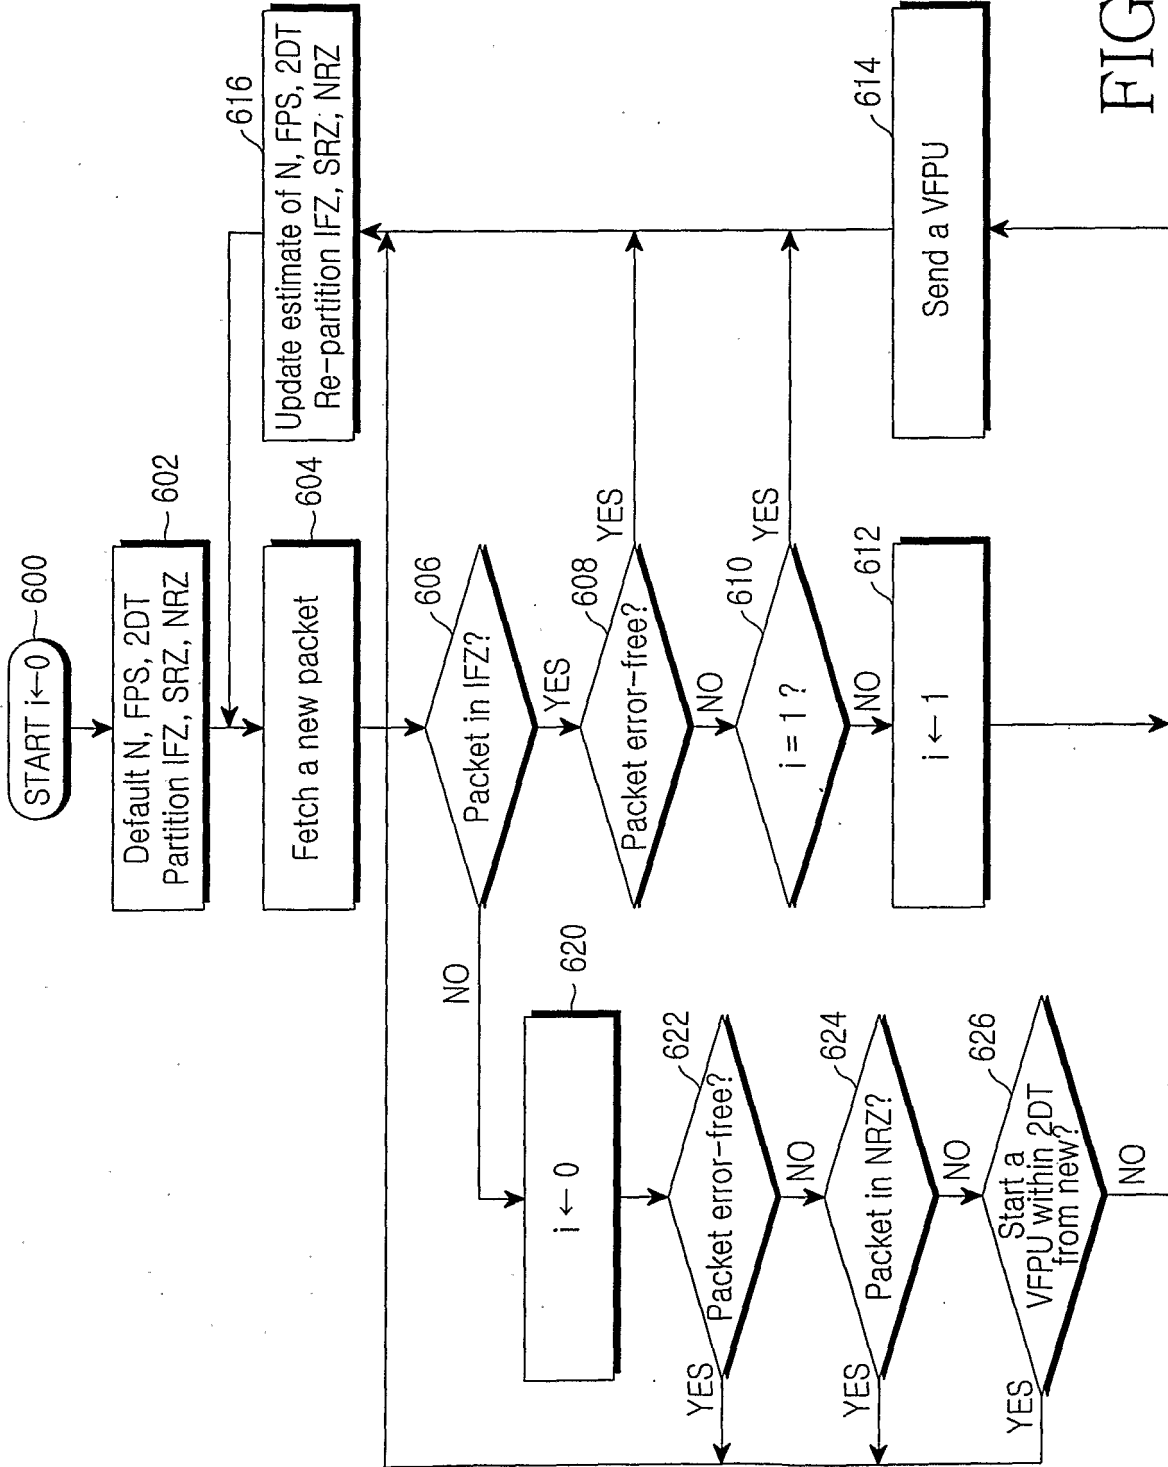 START i←0
600
Default N, FPS, 2DT
Partition IFZ, SRZ, NRZ
602
Fetch a new packet
604
Packet in IFZ?
606
YES
NO
Packet error-free?
608
YES
NO
i = 1 ?
610
YES
NO
i ← 1
612
Send a VFPU
614
Update estimate of N, FPS, 2DT
Re-partition IFZ, SRZ, NRZ
616
i ← 0
620
Packet error-free?
622
YES
NO
Packet in NRZ?
624
YES
NO
Start a
VFPU within 2DT
from new?
626
YES
NO
FIG